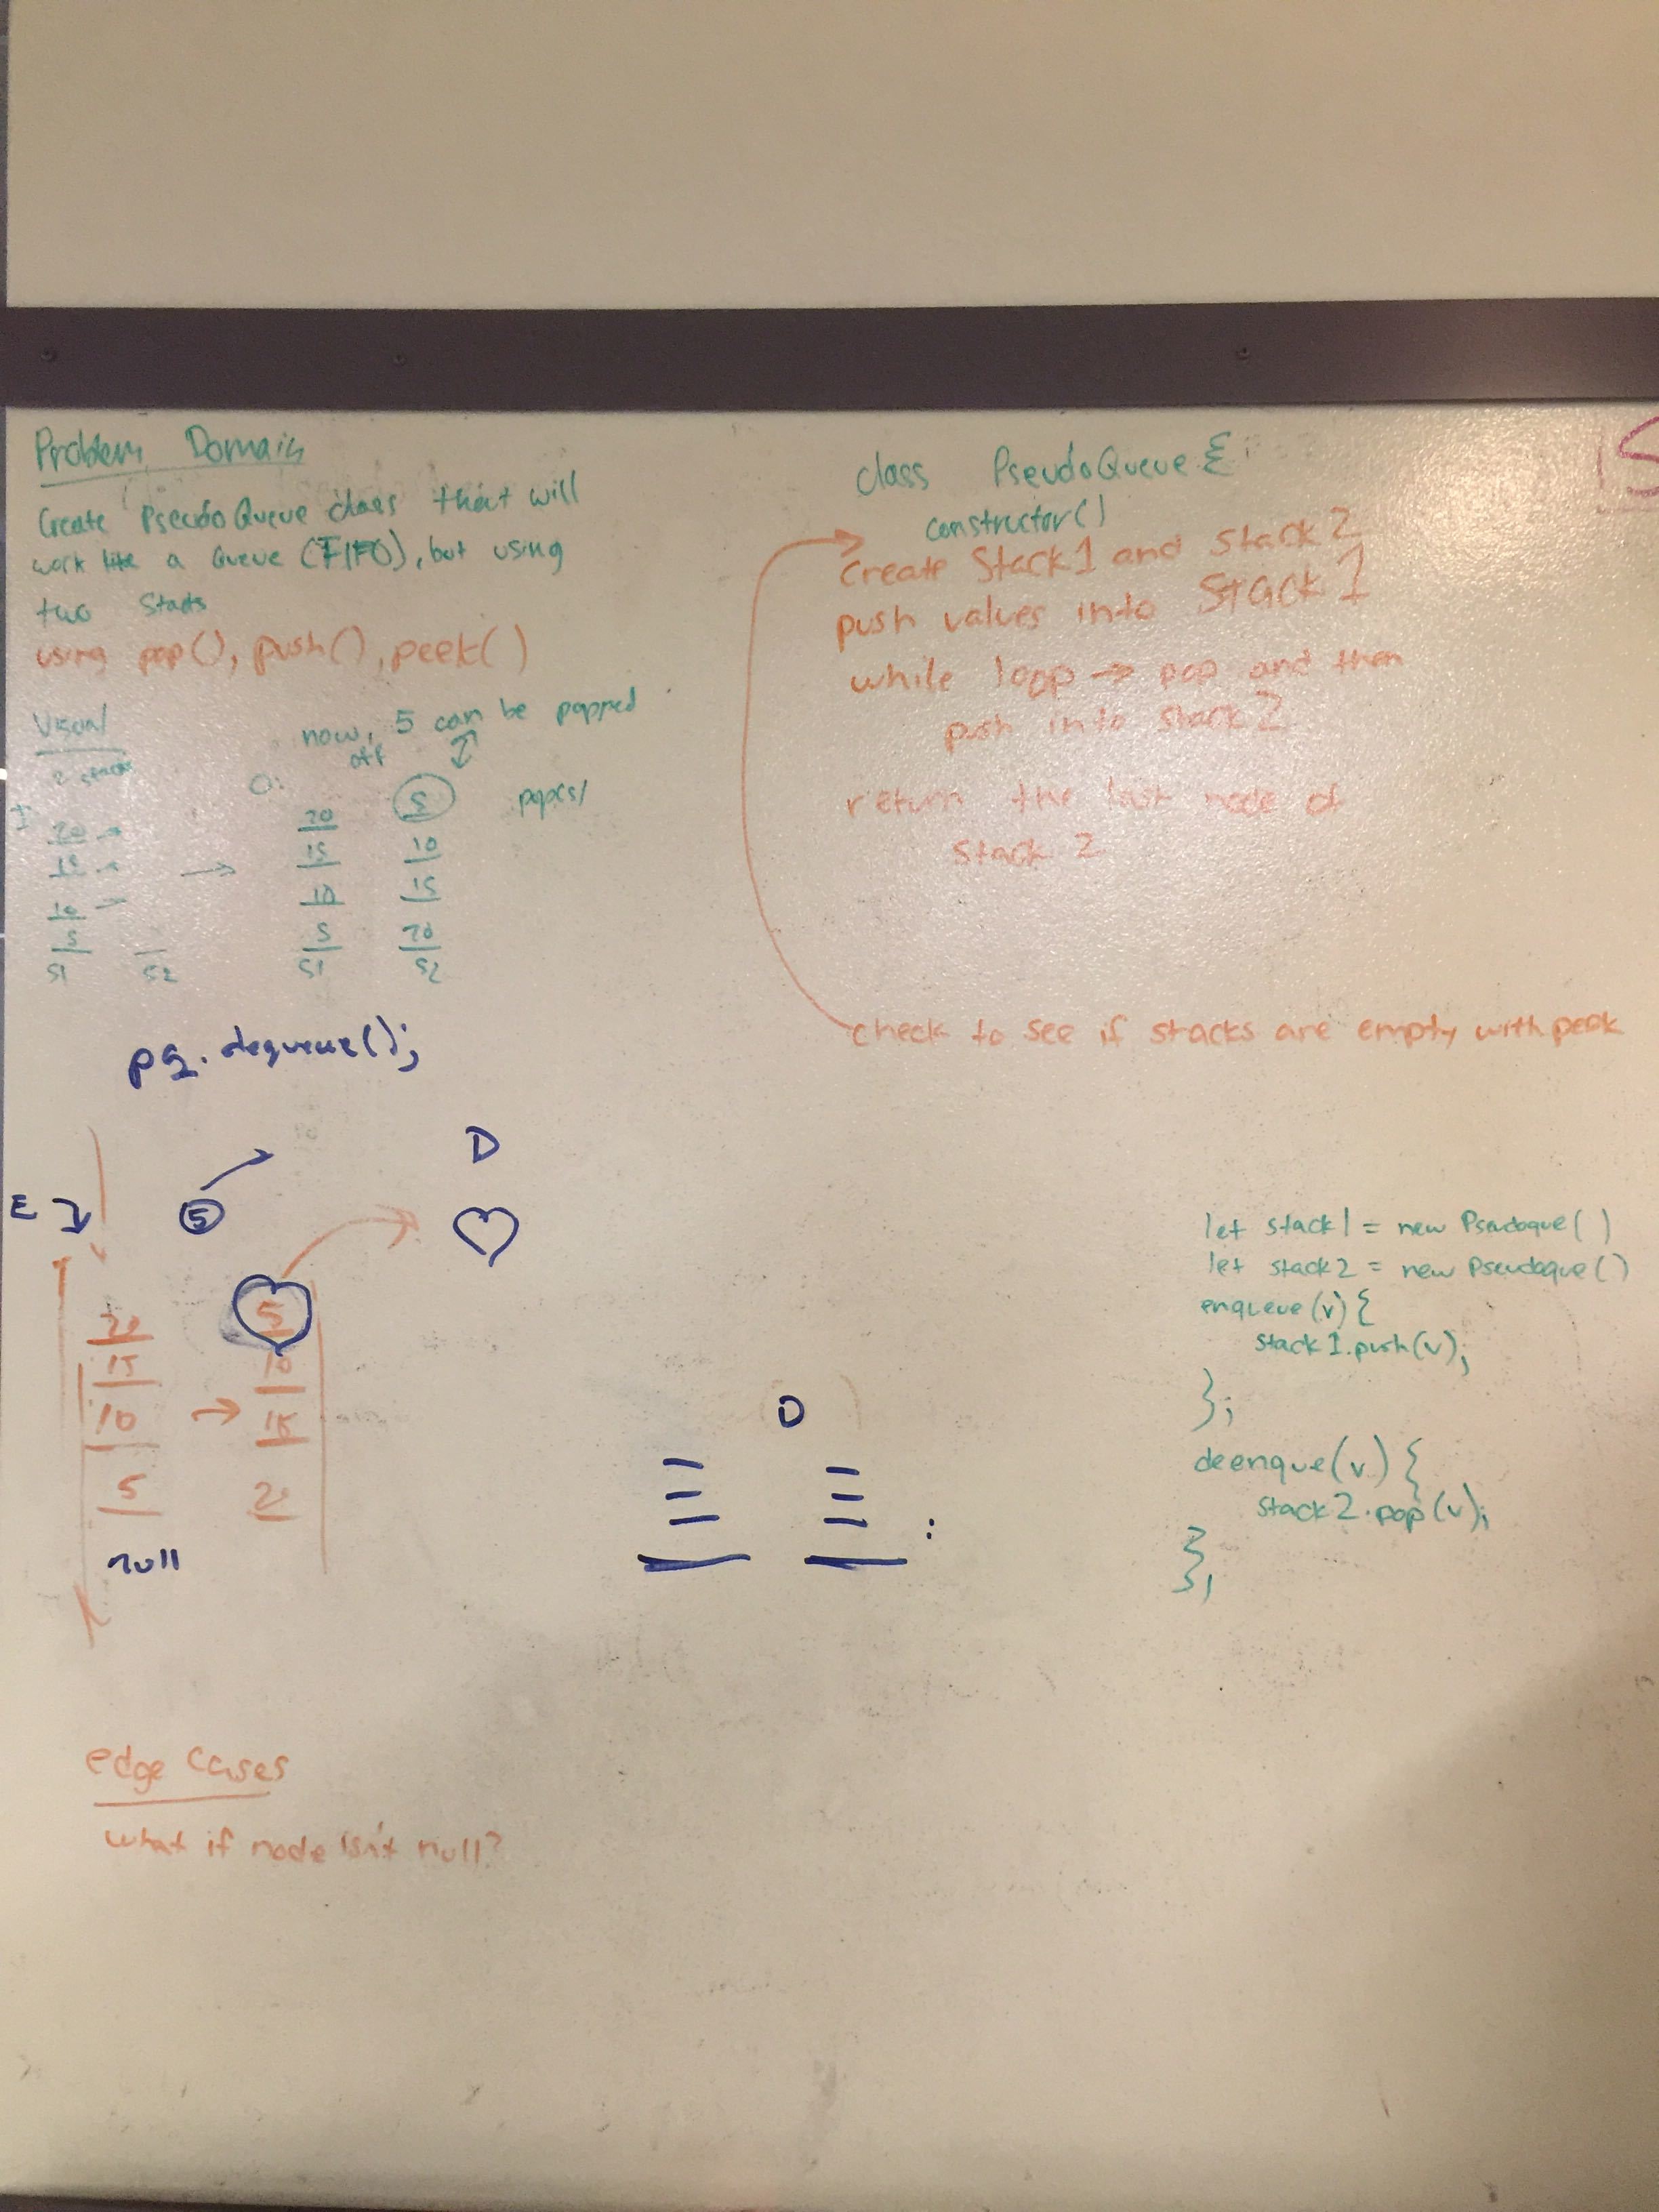 Problem Domain
Create PseudoQueue class that will
work like a Queue (FIFO), but using
two Stacks
using pop(), push(), peek()
Visual
2 stacks
now, 5 can be popped
off
O:
I
20
15
10
5
S1 S2
20 5
15 10
10 15
5 20
S1 S2
pq.dequeue();
E
5
D
20 5
15 10
10 15
5
null
edge cases
what if node isn't null?
class PseudoQueue {
constructor()
Create Stack1 and Stack 2
push values into STACK 1
while loop → pop and then
push into stack 2
return the last node of
stack 2
check to see if stacks are empty with peek
D
let stack1 = new Pseudoque()
let stack2 = new Pseudoque()
enqueue(v) {
stack1.push(v);
};
deenque(v) {
stack2.pop(v);
};
S